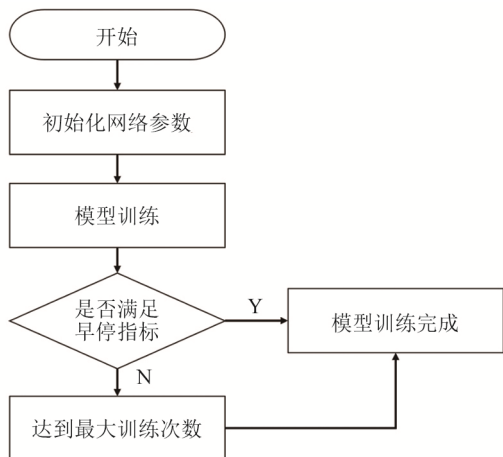 开始
初始化网络参数
模型训练
是否满足
早停指标
Y
模型训练完成
N
达到最大训练次数